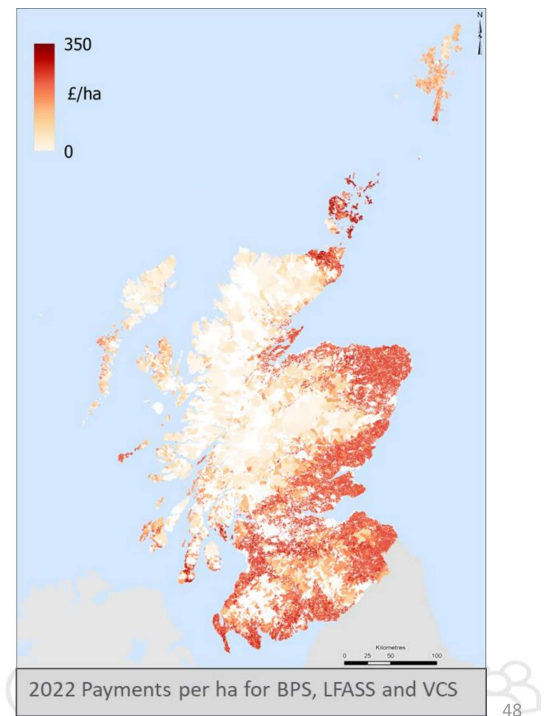 N
350
£/ha
0
Kilometres
0 25 50 100
2022 Payments per ha for BPS, LFASS and VCS
48